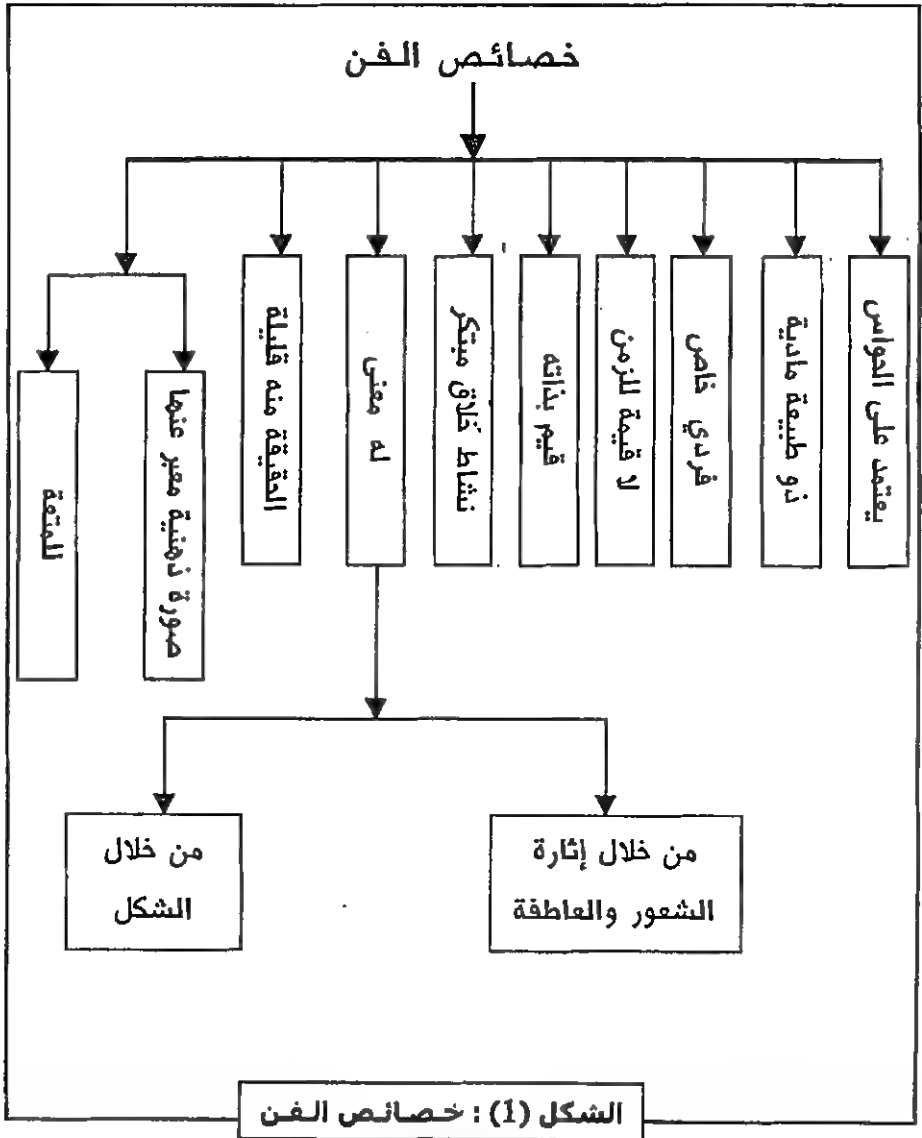 خصائص الفن
يعتمد على الحواس
ذو طبيعة مادية
فردي خاص
لا قيمة للزمن
قيم بذاته
نشاط خلاق مبتكر
له معنى
الحقيقة منه قليلة
صورة ذهنية معبر عنها
للمتعة
من خلال إثارة
الشعور والعاطفة
من خلال
الشكل
الشكل (1) : خصائص الفن